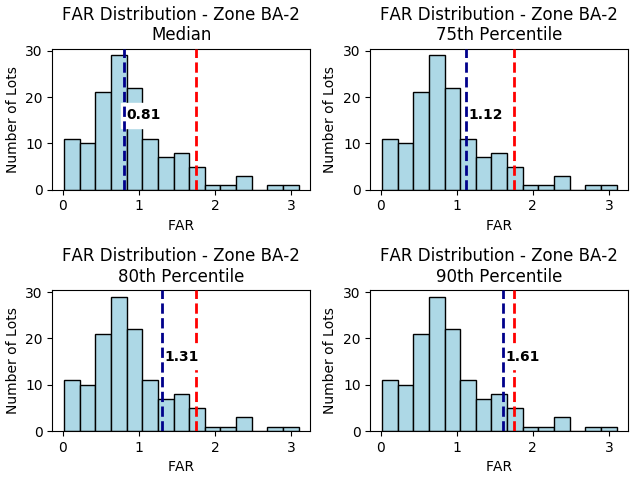 FAR Distribution - Zone BA-2
Median
30
20
10
0
Number of Lots
0.81
0 1 2 3
FAR
FAR Distribution - Zone BA-2
75th Percentile
30
20
10
0
Number of Lots
1.12
0 1 2 3
FAR
FAR Distribution - Zone BA-2
80th Percentile
30
20
10
0
Number of Lots
1.31
0 1 2 3
FAR
FAR Distribution - Zone BA-2
90th Percentile
30
20
10
0
Number of Lots
1.61
0 1 2 3
FAR